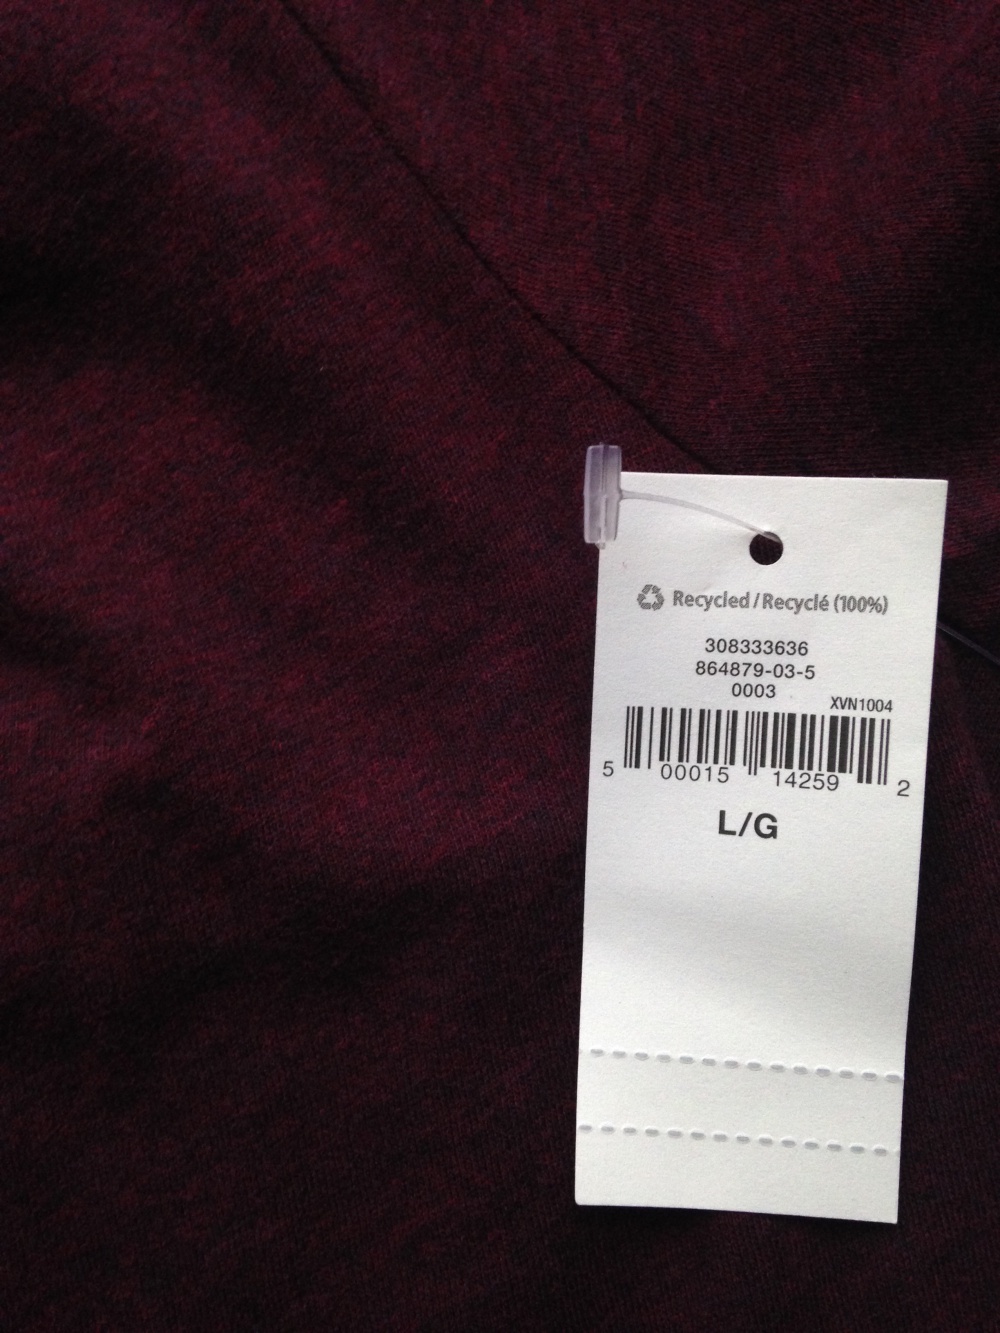 Recycled / Recyclé (100%)
308333636
864879-03-5
0003
XVN1004
5 00015 14259 2
L/G